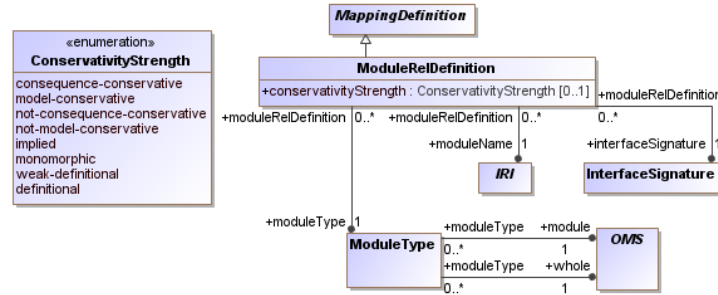 MappingDefinition
«enumeration»
ConservativityStrength
consequence-conservative
model-conservative
not-consequence-conservative
not-model-conservative
implied
monomorphic
weak-definitional
definitional
ModuleRelDefinition
+conservativityStrength : ConservativityStrength [0..1]
+moduleRelDefinition
+moduleRelDefinition 0..* +moduleRelDefinition 0..* 0..*
+moduleName 1 +interfaceSignature 1
IRI InterfaceSignature
+moduleType 1
ModuleType
+moduleType +module
0..* 1
OMS
+moduleType +whole
0..* 1